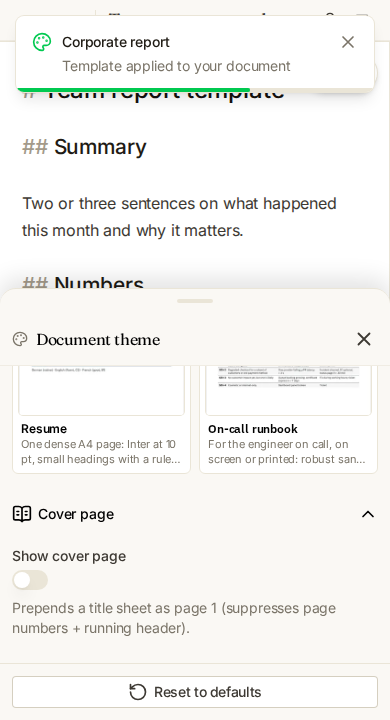 Corporate report
Template applied to your document
# Team report template
## Summary
Two or three sentences on what happened
this month and why it matters.
## Numbers
Document theme
Resume
One dense A4 page: Inter at 10
pt, small headings with a rule...
On-call runbook
For the engineer on call, on
screen or printed: robust san...
Cover page
Show cover page
Prepends a title sheet as page 1 (suppresses page
numbers + running header).
Reset to defaults